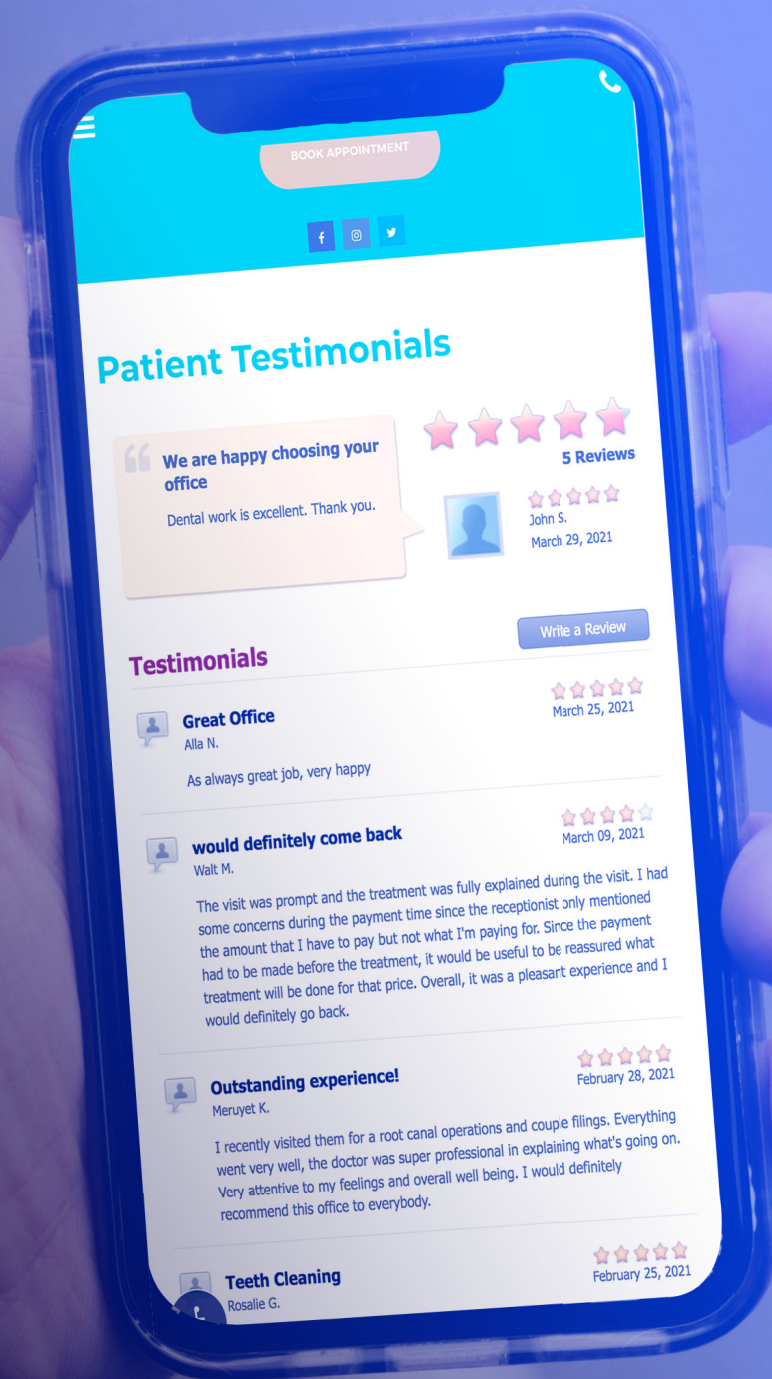 BOOK APPOINTMENT
Patient Testimonials
We are happy choosing your
office
Dental work is excellent. Thank you.
5 Reviews
John S.
March 29, 2021
Testimonials
Write a Review
Great Office
Alla N.
March 25, 2021
As always great job, very happy
would definitely come back
Walt M.
March 09, 2021
The visit was prompt and the treatment was fully explained during the visit. I had
some concerns during the payment time since the receptionist only mentioned
the amount that I have to pay but not what I'm paying for. Since the payment
had to be made before the treatment, it would be useful to be reassured what
treatment will be done for that price. Overall, it was a pleasart experience and I
would definitely go back.
Outstanding experience!
Meruyet K.
February 28, 2021
I recently visited them for a root canal operations and couple filings. Everything
went very well, the doctor was super professional in explaining what's going on.
Very attentive to my feelings and overall well being. I would definitely
recommend this office to everybody.
Teeth Cleaning
Rosalie G.
February 25, 2021